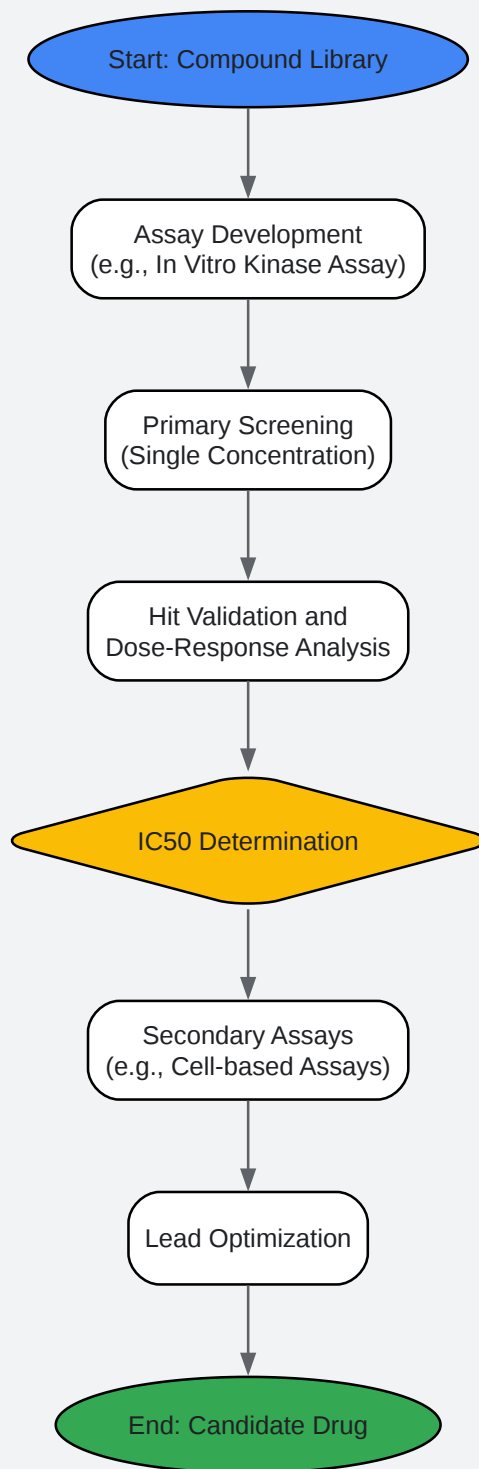 Start: Compound Library
Assay Development
(e.g., In Vitro Kinase Assay)
Primary Screening
(Single Concentration)
Hit Validation and
Dose-Response Analysis
IC50 Determination
Secondary Assays
(e.g., Cell-based Assays)
Lead Optimization
End: Candidate Drug